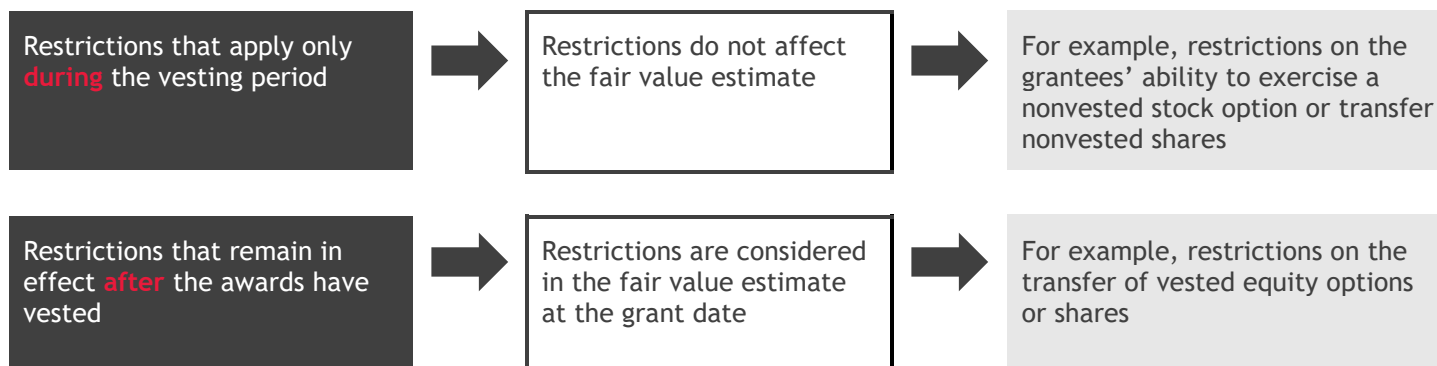 Restrictions that apply only
during the vesting period
Restrictions do not affect
the fair value estimate
For example, restrictions on the
grantees’ ability to exercise a
nonvested stock option or transfer
nonvested shares
Restrictions that remain in
effect after the awards have
vested
Restrictions are considered
in the fair value estimate
at the grant date
For example, restrictions on the
transfer of vested equity options
or shares